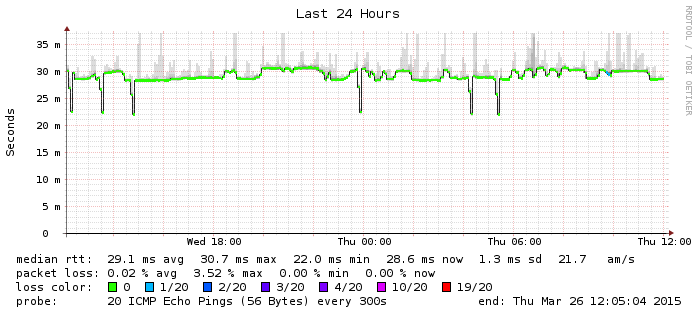 Last 24 Hours
RRDTOOL / TOBI OETIKER
Seconds
35 m
30 m
25 m
20 m
15 m
10 m
5 m
0
Wed 18:00 Thu 00:00 Thu 06:00 Thu 12:00
median rtt: 29.1 ms avg 30.7 ms max 22.0 ms min 28.6 ms now 1.3 ms sd 21.7 am/s
packet loss: 0.02 % avg 3.52 % max 0.00 % min 0.00 % now
loss color: 0 1/20 2/20 3/20 4/20 10/20 19/20
probe: 20 ICMP Echo Pings (56 Bytes) every 300s end: Thu Mar 26 12:05:04 2015